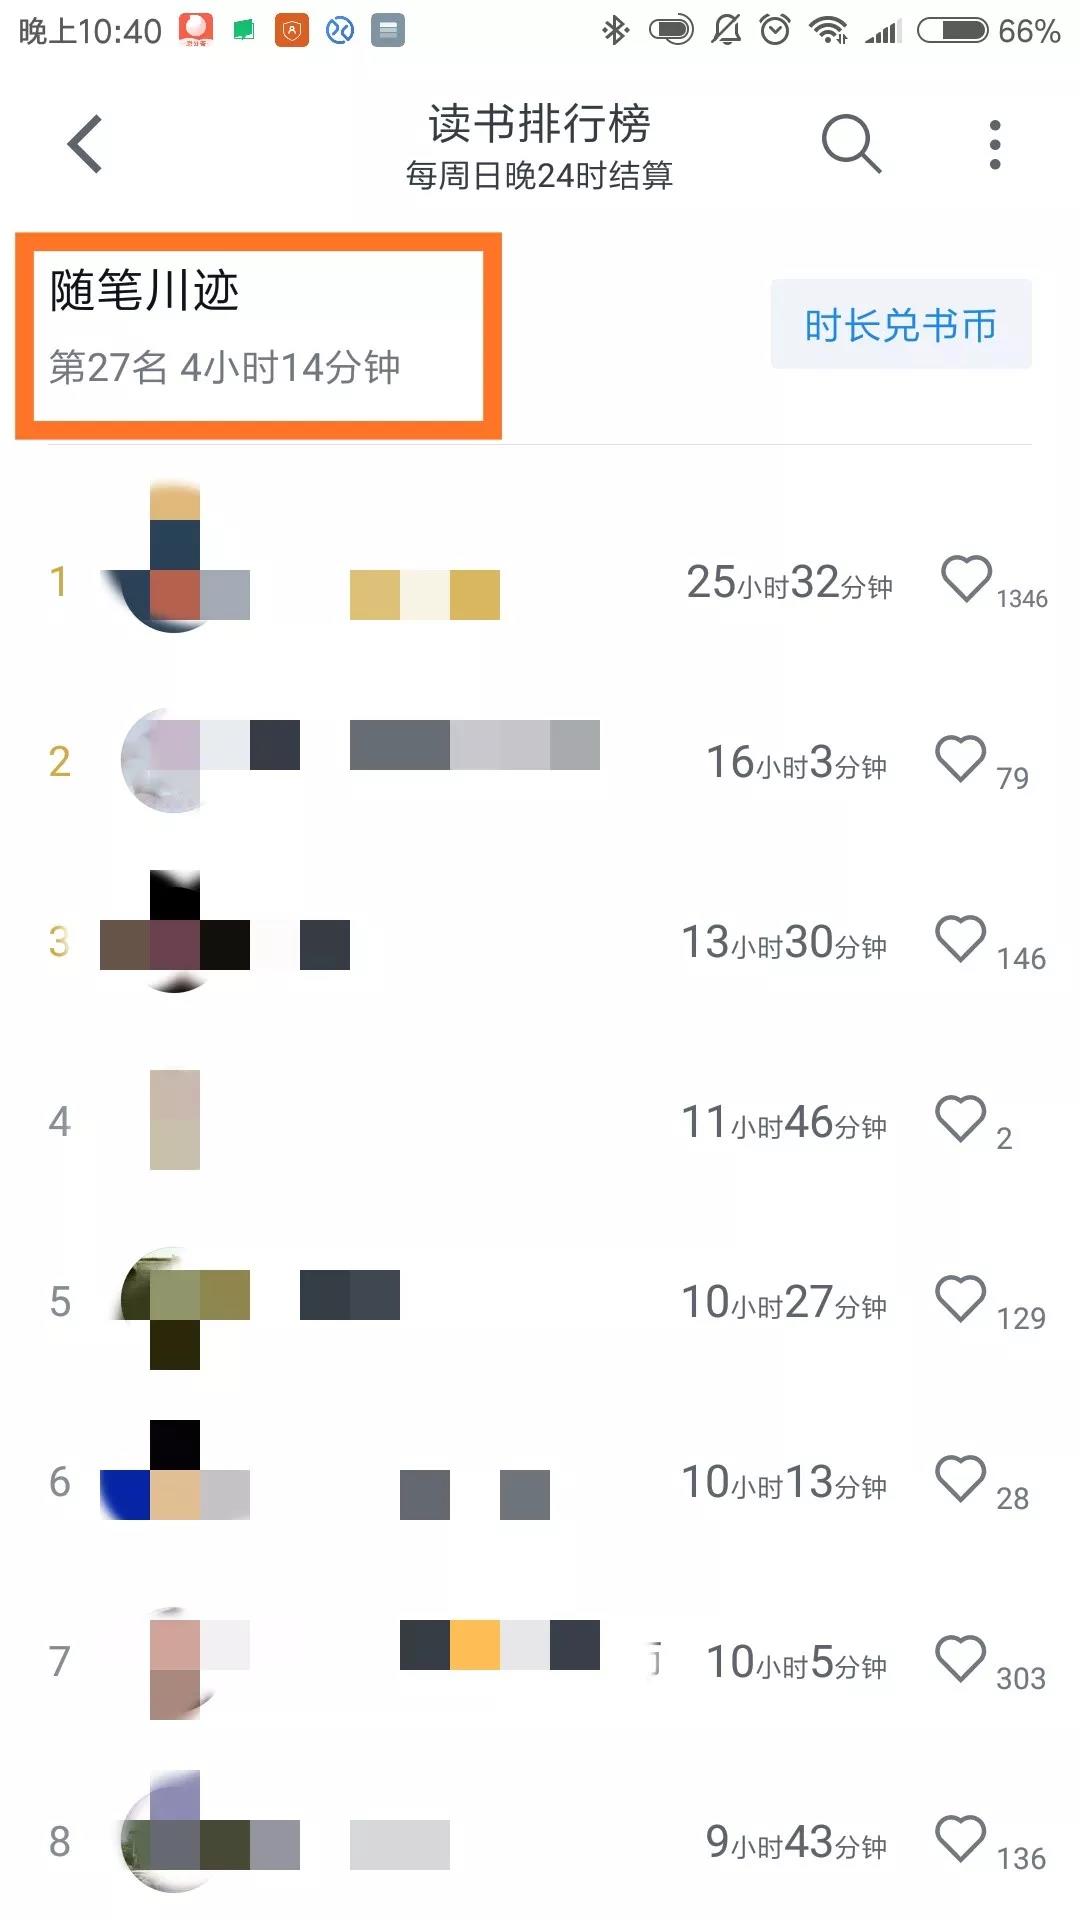 晚上10:40 66%
读书排行榜
每周日晚24时结算
随笔川迹
第27名 4小时14分钟
时长兑书币
1 25小时32分钟 1346
2 16小时3分钟 79
3 13小时30分钟 146
4 11小时46分钟 2
5 10小时27分钟 129
6 10小时13分钟 28
7 10小时5分钟 303
8 9小时43分钟 136